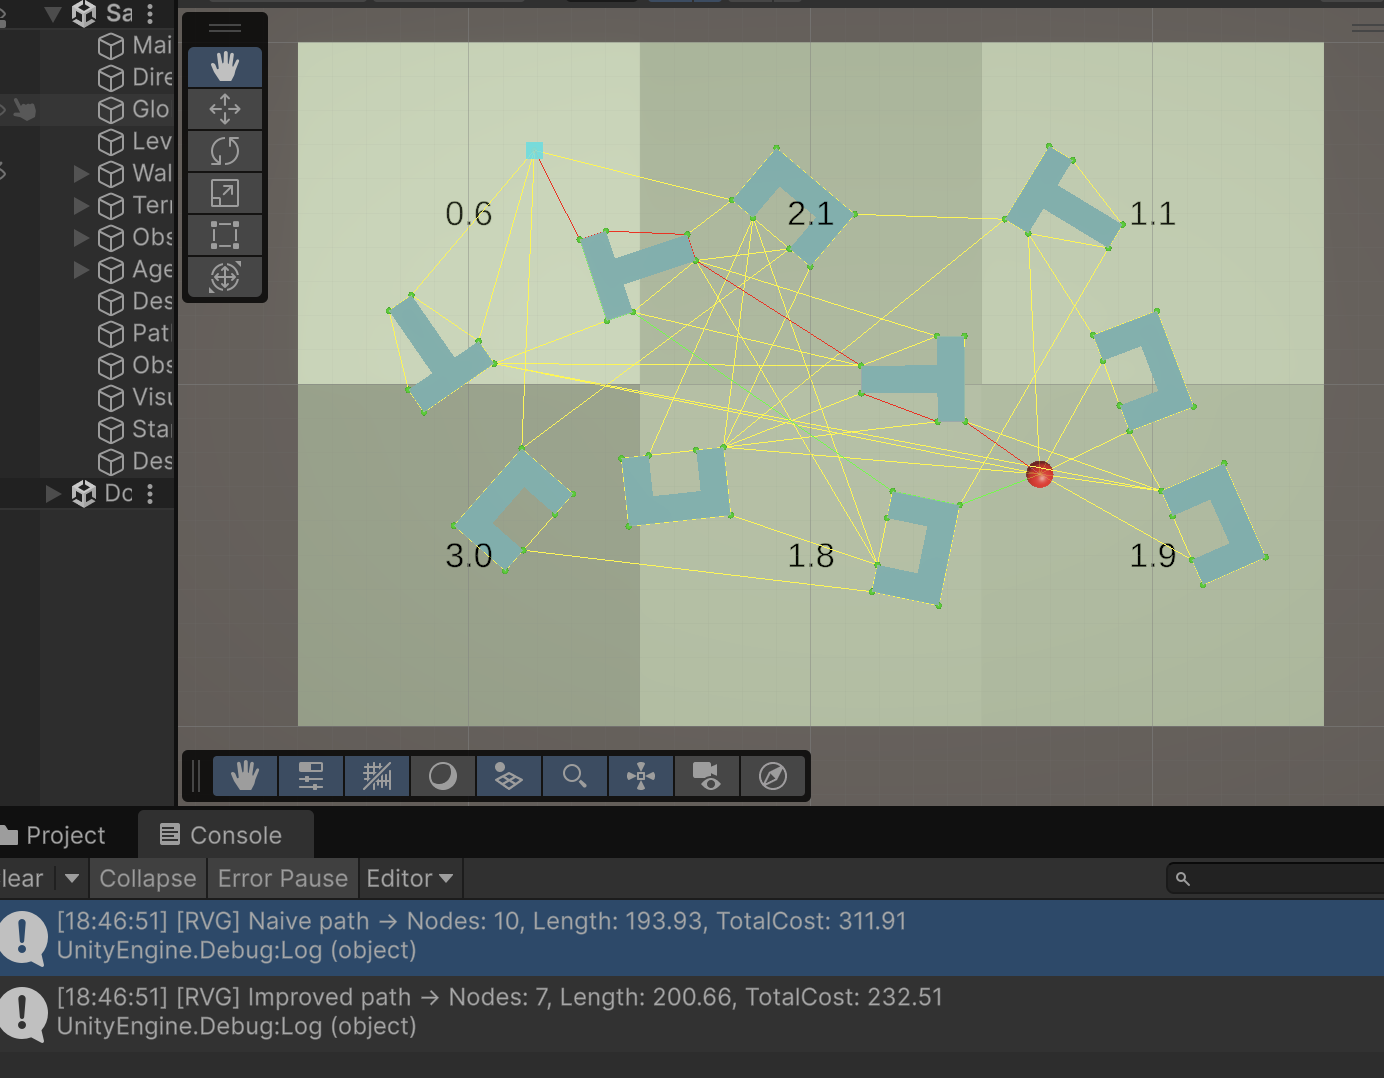 Sa
Mai
Dire
Glo
Lev
Wal
Terr
Obs
Age
Des
Patl
Obs
Visu
Star
Des
Do
0.6
2.1
1.1
3.0
1.8
1.9
Project
Console
lear
Collapse
Error Pause
Editor
[18:46:51] [RVG] Naive path → Nodes: 10, Length: 193.93, TotalCost: 311.91
UnityEngine.Debug:Log (object)
[18:46:51] [RVG] Improved path → Nodes: 7, Length: 200.66, TotalCost: 232.51
UnityEngine.Debug:Log (object)